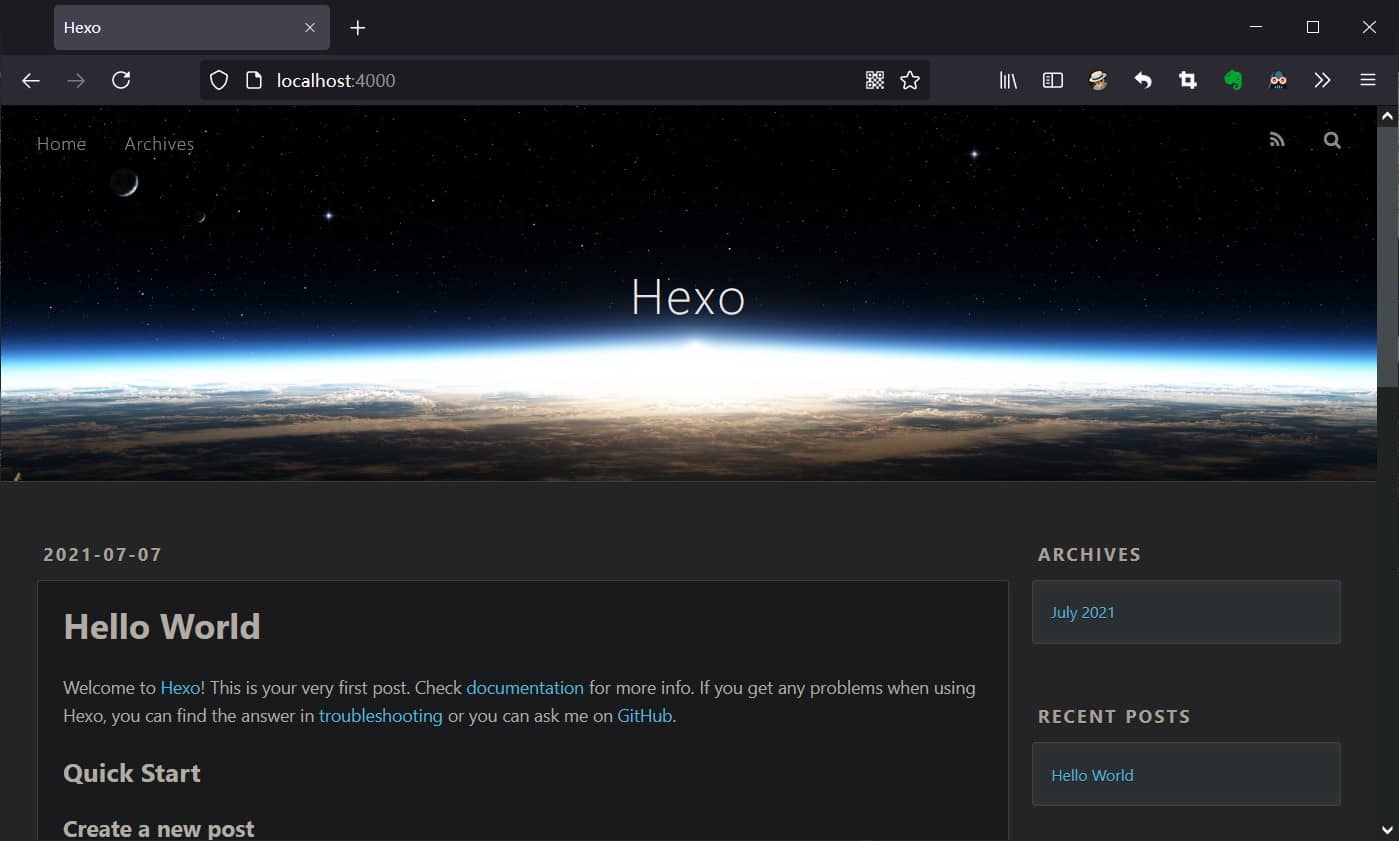 Hexo
localhost:4000
Home
Archives
Hexo
2021-07-07
Hello World
Welcome to Hexo! This is your very first post. Check documentation for more info. If you get any problems when using
Hexo, you can find the answer in troubleshooting or you can ask me on GitHub.
Quick Start
Create a new post
ARCHIVES
July 2021
RECENT POSTS
Hello World